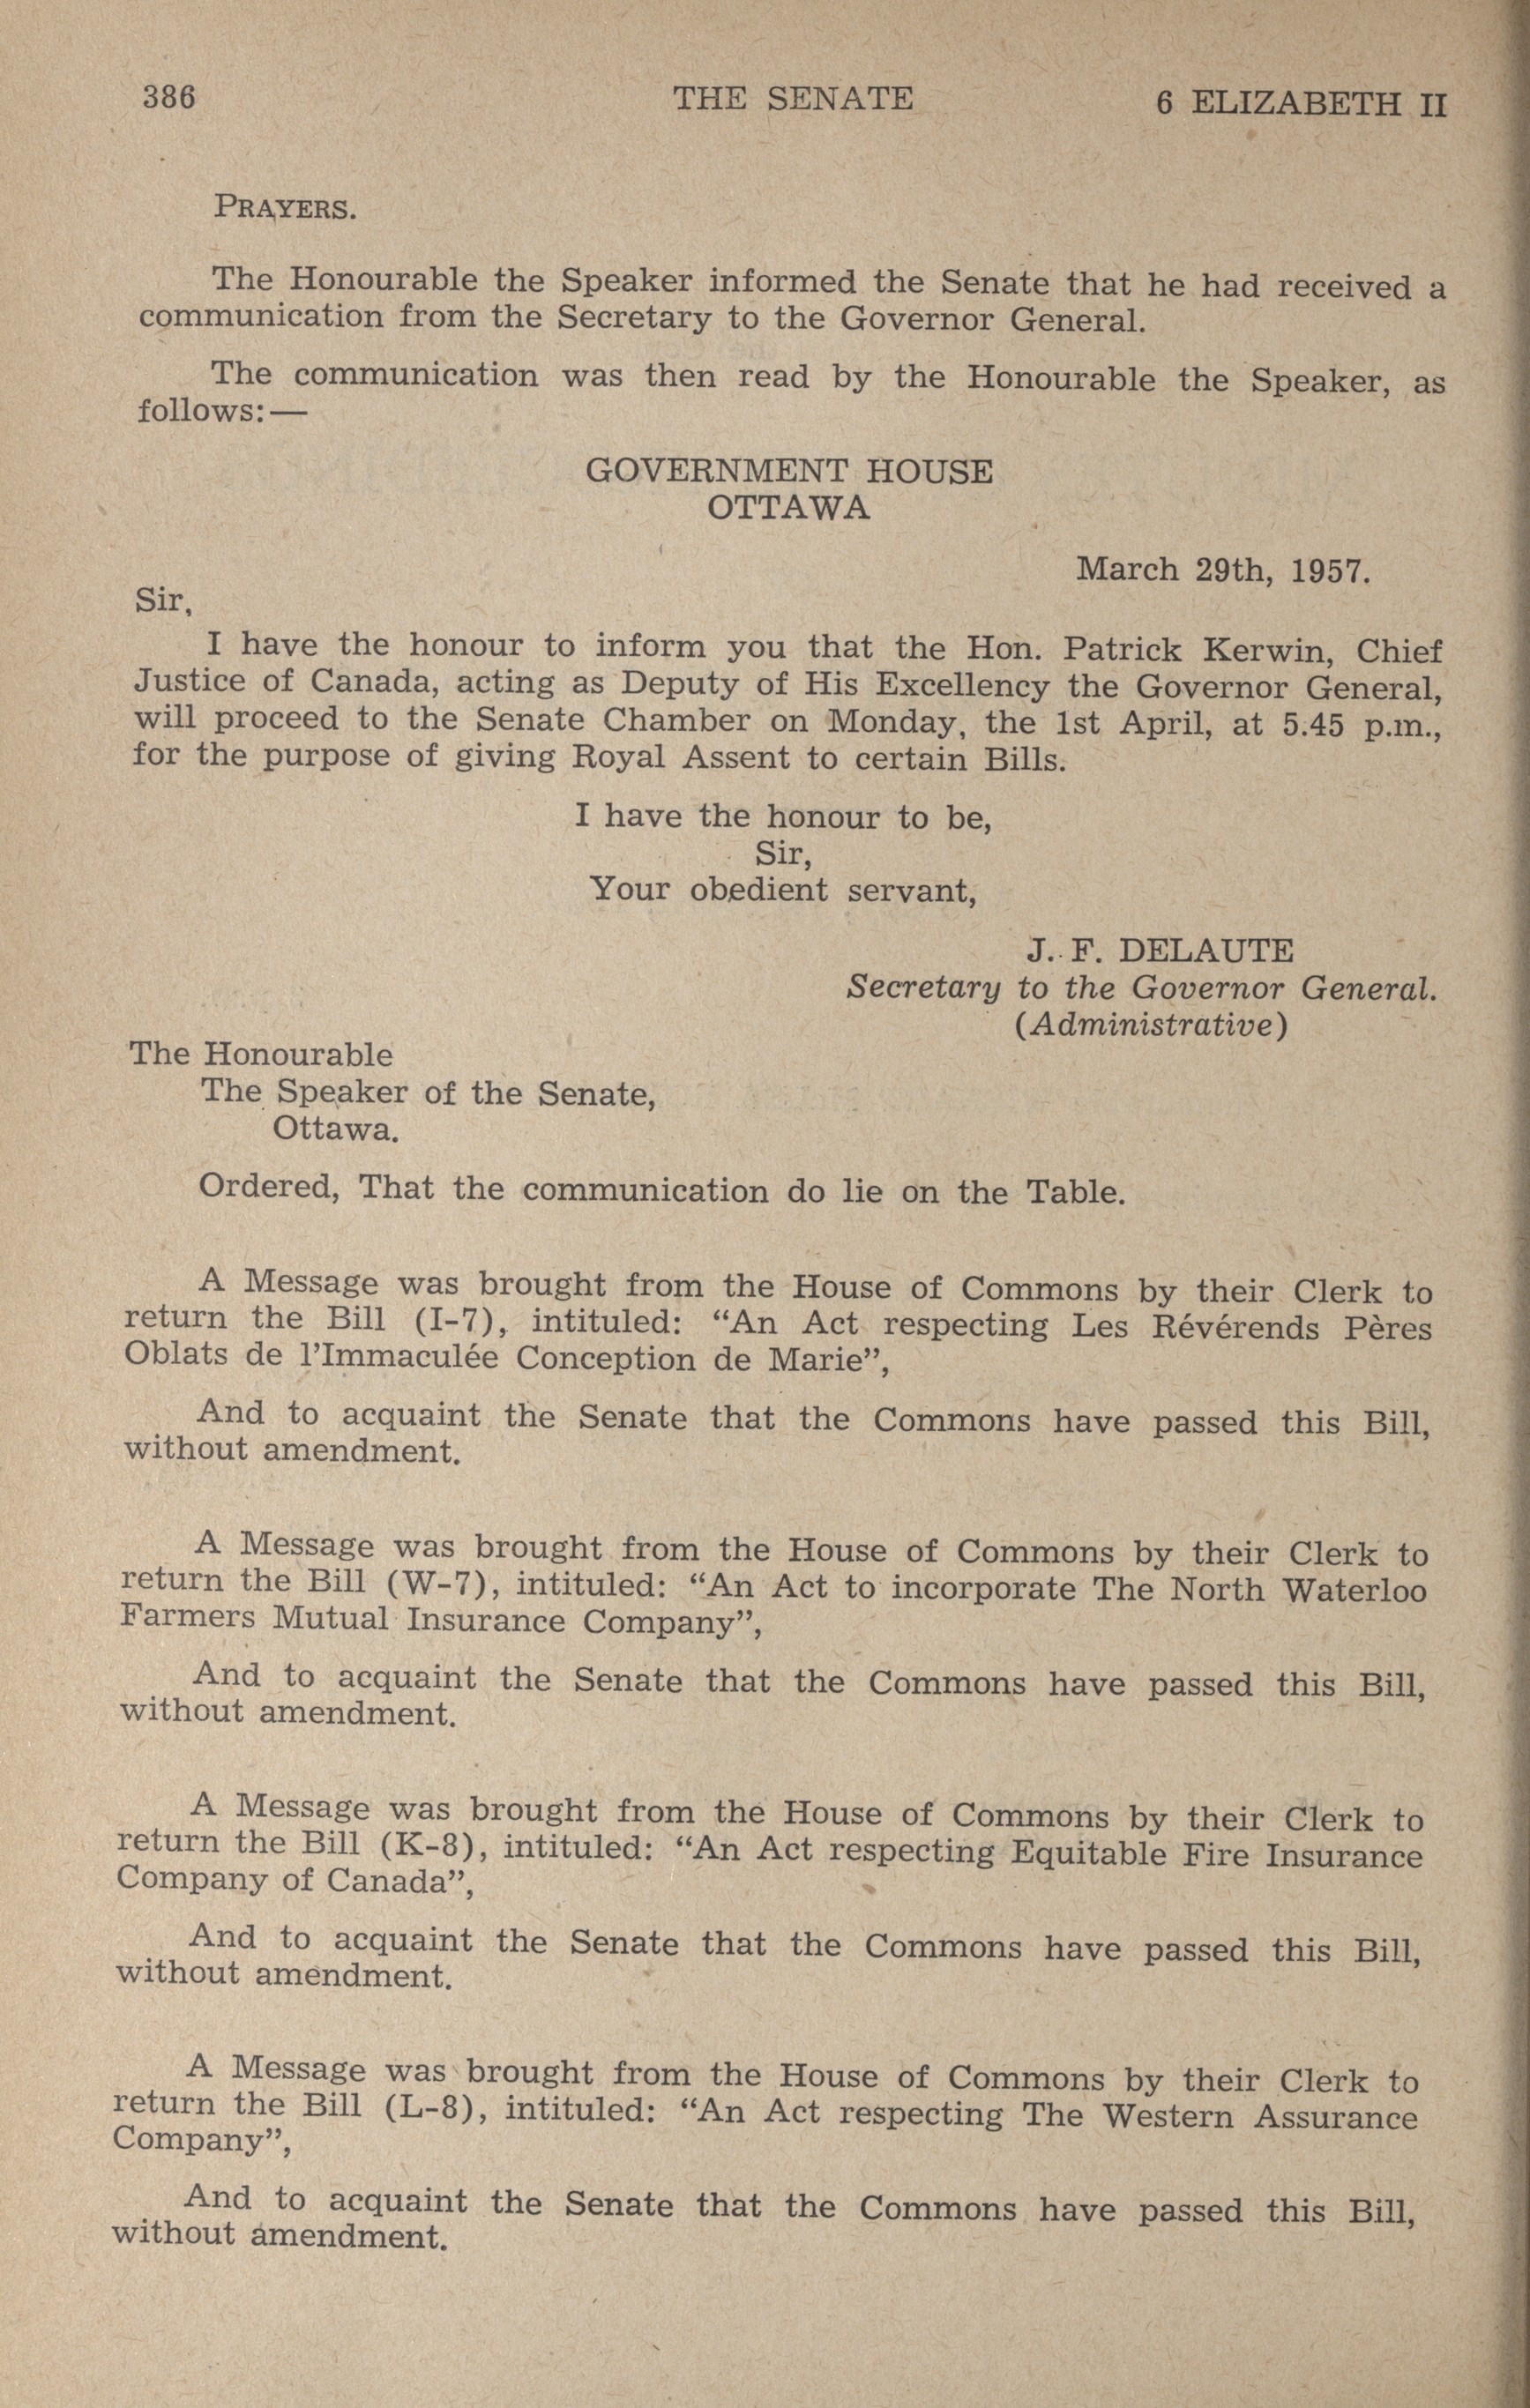 386 THE SENATE 6 ELIZABETH II
PRAYERS.
The Honourable the Speaker informed the Senate that he had received a
communication from the Secretary to the Governor General.
The communication was then read by the Honourable the Speaker, as
follows:—
GOVERNMENT HOUSE
OTTAWA
March 29th, 1957.
Sir,
I have the honour to inform you that the Hon. Patrick Kerwin, Chief
Justice of Canada, acting as Deputy of His Excellency the Governor General,
will proceed to the Senate Chamber on Monday, the 1st April, at 5.45 p.m.,
for the purpose of giving Royal Assent to certain Bills.
I have the honour to be,
Sir,
Your obedient servant,
J. F. DELAUTE
Secretary to the Governor General.
(Administrative)
The Honourable
The Speaker of the Senate,
Ottawa.
Ordered, That the communication do lie on the Table.
A Message was brought from the House of Commons by their Clerk to
return the Bill (I-7), intituled: “An Act respecting Les Révérends Pères
Oblats de l’Immaculée Conception de Marie”,
And to acquaint the Senate that the Commons have passed this Bill,
without amendment.
A Message was brought from the House of Commons by their Clerk to
return the Bill (W-7), intituled: “An Act to incorporate The North Waterloo
Farmers Mutual Insurance Company”,
And to acquaint the Senate that the Commons have passed this Bill,
without amendment.
A Message was brought from the House of Commons by their Clerk to
return the Bill (K-8), intituled: “An Act respecting Equitable Fire Insurance
Company of Canada”,
And to acquaint the Senate that the Commons have passed this Bill,
without amendment.
A Message was brought from the House of Commons by their Clerk to
return the Bill (L-8), intituled: “An Act respecting The Western Assurance
Company”,
And to acquaint the Senate that the Commons have passed this Bill,
without amendment.